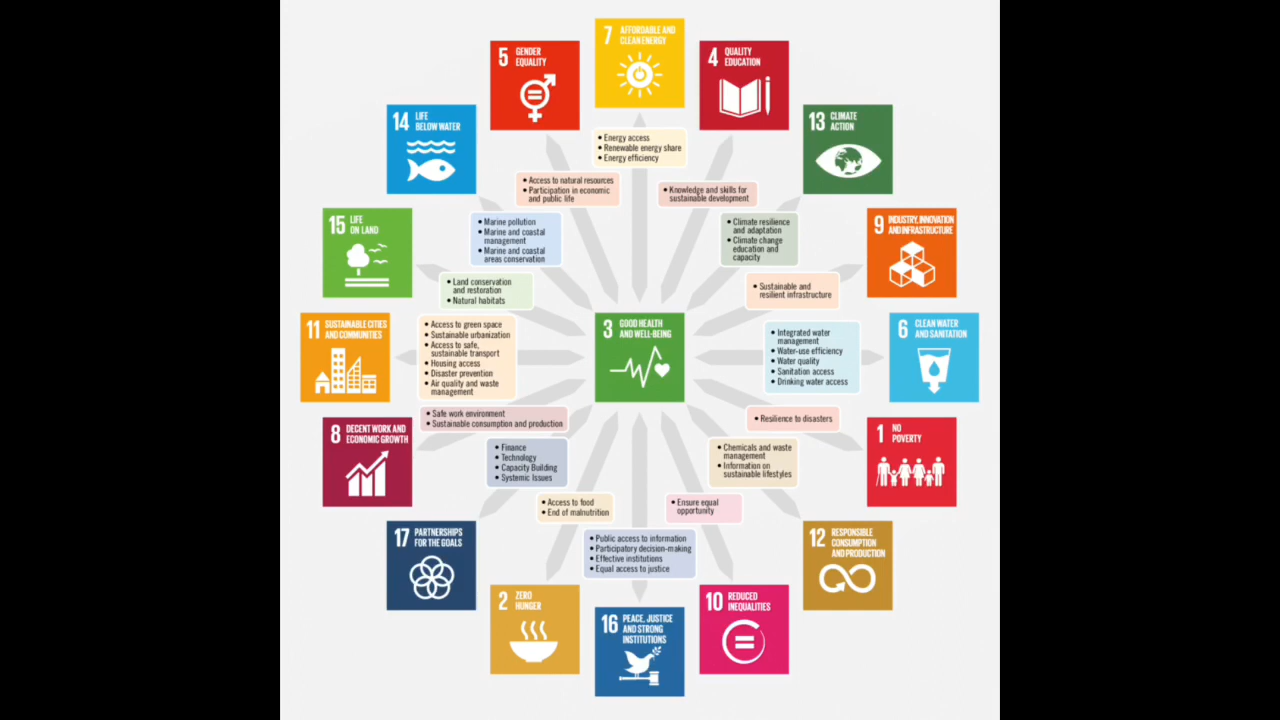 7 AFFORDABLE AND
CLEAN ENERGY
5 GENDER
EQUALITY
4 QUALITY
EDUCATION
14 LIFE
BELOW WATER
13 CLIMATE
ACTION
• Energy access
• Renewable energy share
• Energy efficiency
• Access to natural resources
• Participation in economic
and public life
• Knowledge and skills for
sustainable development
15 LIFE
ON LAND
• Marine pollution
• Marine and coastal
management
• Marine and coastal
areas conservation
• Climate resilience
and adaptation
• Climate change
education and
capacity
9 INDUSTRY, INNOVATION
AND INFRASTRUCTURE
• Land conservation
and restoration
• Natural habitats
• Sustainable and
resilient infrastructure
11 SUSTAINABLE CITIES
AND COMMUNITIES
• Access to green space
• Sustainable urbanization
• Access to safe,
sustainable transport
• Housing access
• Disaster prevention
• Air quality and waste
management
3 GOOD HEALTH
AND WELL-BEING
• Integrated water
management
• Water-use efficiency
• Water quality
• Sanitation access
• Drinking water access
6 CLEAN WATER
AND SANITATION
8 DECENT WORK AND
ECONOMIC GROWTH
• Safe work environment
• Sustainable consumption and production
• Resilience to disasters
1 NO
POVERTY
• Finance
• Technology
• Capacity Building
• Systemic Issues
• Chemicals and waste
management
• Information on
sustainable lifestyles
• Access to food
• End of malnutrition
• Ensure equal
opportunity
17 PARTNERSHIPS
FOR THE GOALS
• Public access to information
• Participatory decision-making
• Effective institutions
• Equal access to justice
12 RESPONSIBLE
CONSUMPTION
AND PRODUCTION
2 ZERO
HUNGER
16 PEACE, JUSTICE
AND STRONG
INSTITUTIONS
10 REDUCED
INEQUALITIES